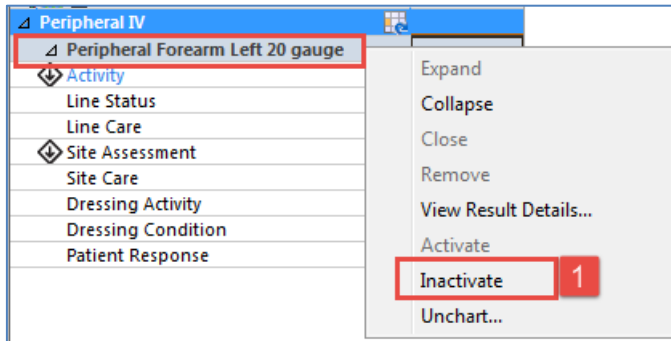 Peripheral IV
Peripheral Forearm Left 20 gauge
Activity
Line Status
Line Care
Site Assessment
Site Care
Dressing Activity
Dressing Condition
Patient Response
Expand
Collapse
Close
Remove
View Result Details...
Activate
Inactivate 1
Unchart...